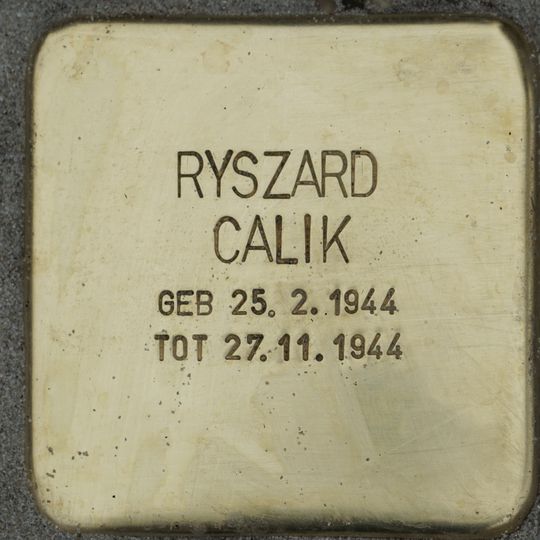 RYSZARD
CALIK
GEB 25. 2. 1944
TOT 27. 11. 1944